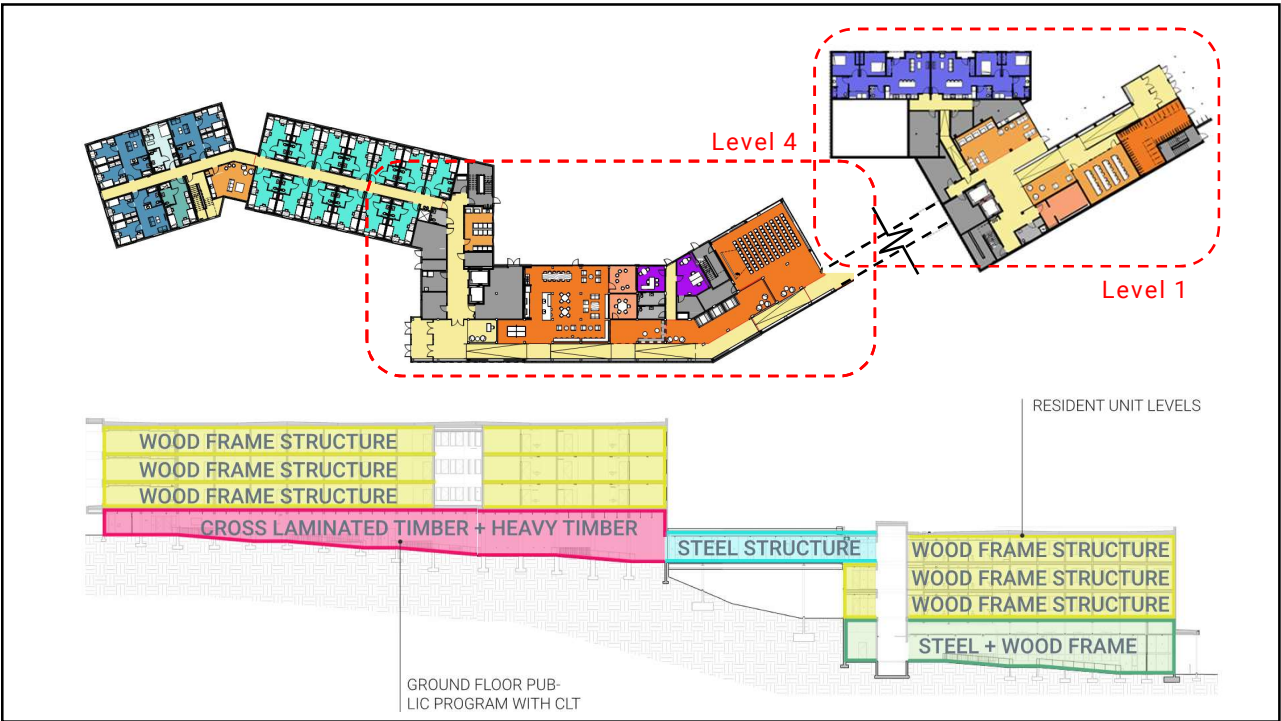 Level 4
Level 1
RESIDENT UNIT LEVELS
WOOD FRAME STRUCTURE
WOOD FRAME STRUCTURE
WOOD FRAME STRUCTURE
CROSS LAMINATED TIMBER + HEAVY TIMBER
STEEL STRUCTURE
WOOD FRAME STRUCTURE
WOOD FRAME STRUCTURE
WOOD FRAME STRUCTURE
STEEL + WOOD FRAME
GROUND FLOOR PUB-
LIC PROGRAM WITH CLT